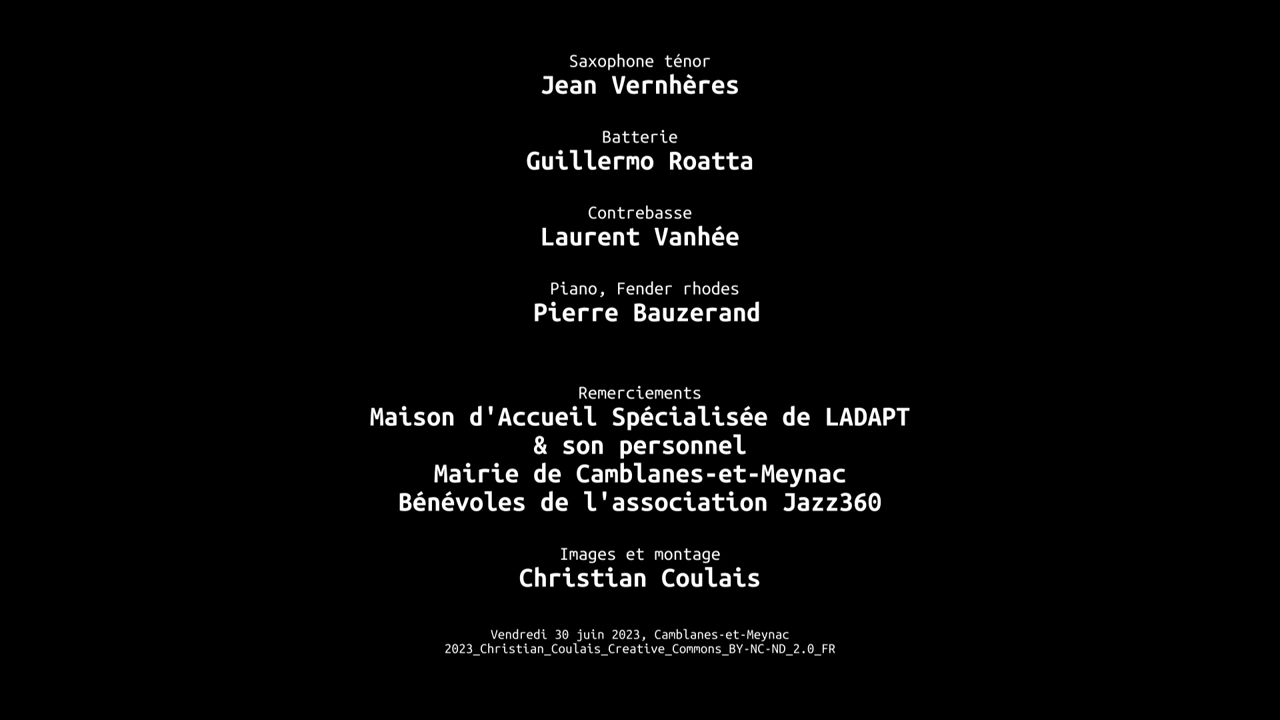 Saxophone ténor
Jean Vernhères
Batterie
Guillermo Roatta
Contrebasse
Laurent Vanhée
Piano, Fender rhodes
Pierre Bauzerand
Remerciements
Maison d'Accueil Spécialisée de LADAPT
& son personnel
Mairie de Camblanes-et-Meynac
Bénévoles de l'association Jazz360
Images et montage
Christian Coulais
Vendredi 30 juin 2023, Camblanes-et-Meynac
2023_Christian_Coulais_Creative_Commons_BY-NC-ND_2.0_FR